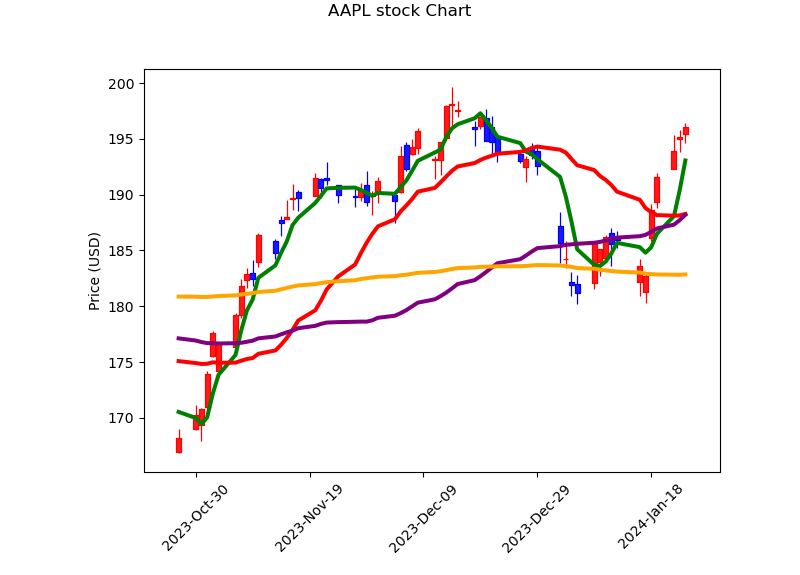 AAPL stock Chart
Price (USD)
200
195
190
185
180
175
170
2023-Oct-30
2023-Nov-19
2023-Dec-09
2023-Dec-29
2024-Jan-18